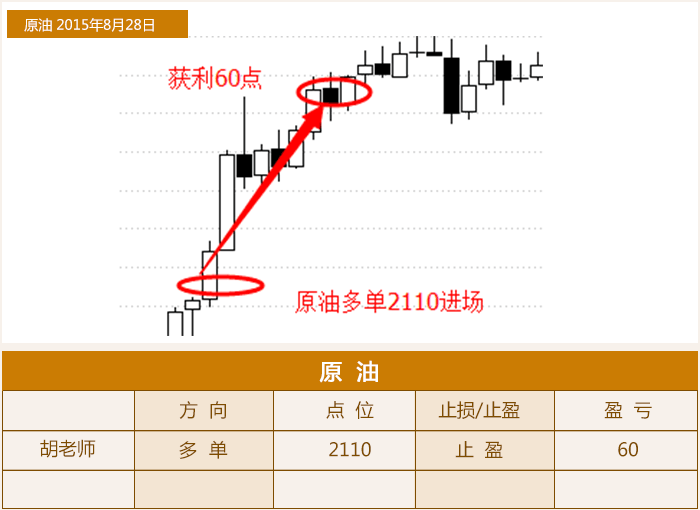 原油 2015年8月28日
获利60点
原油多单2110进场
原 油
方 向 点 位 止损/止盈 盈 亏
胡老师 多 单 2110 止 盈 60